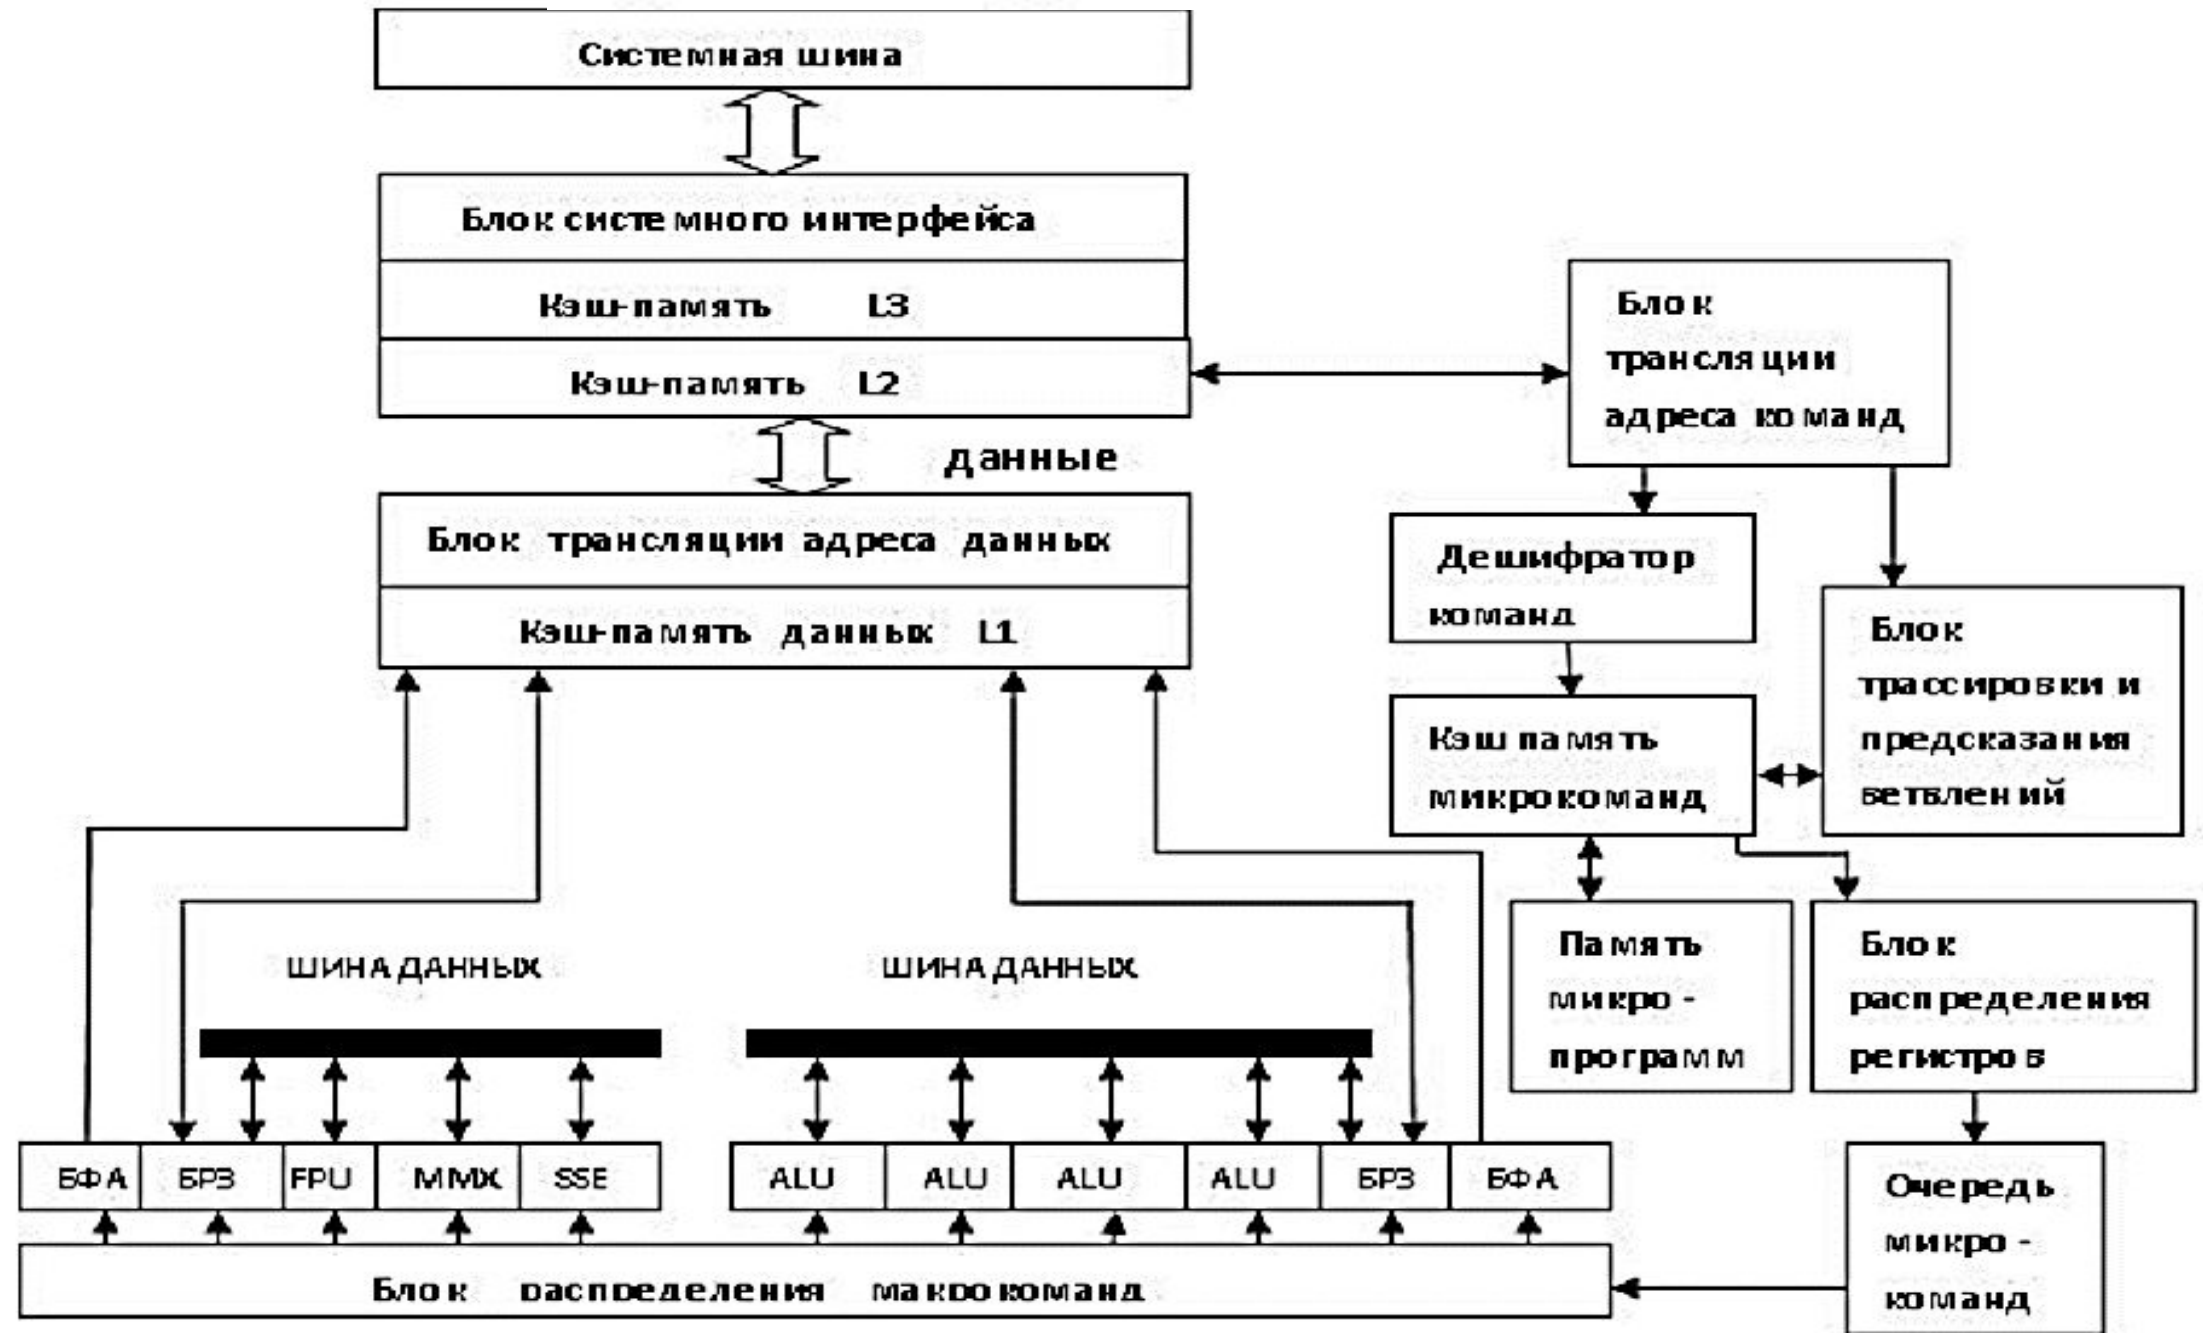 Системная шина
Блок системного интерфейса
Кэш-память L3
Кэш-память L2
данные
Блок трансляции адреса данных
Кэш-память данных L1
Блок
трансляции
адреса команд
Дешифратор
команд
Блок
трассировки и
предсказания
ветвлений
Кэш память
микрокоманд
Память
микро -
программ
Блок
распределения
регистров
ШИНА ДАННЫХ
ШИНА ДАННЫХ
БФА БРЗ FPU MMX SSE
ALU ALU ALU ALU БРЗ БФА
Очередь
микро -
команд
Блок распределения макрокоманд